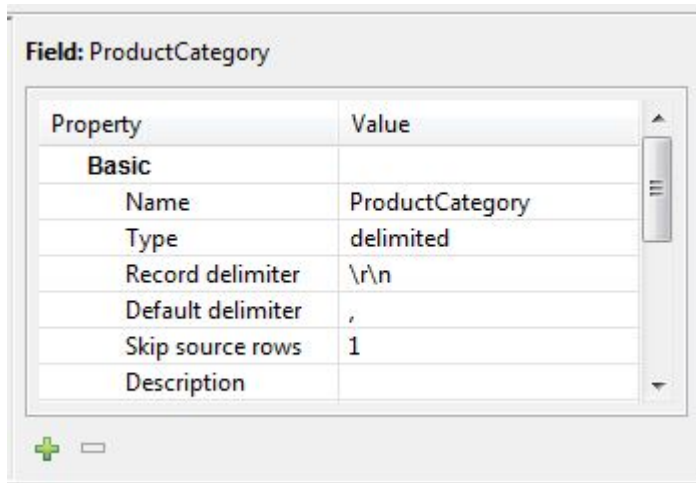 Field: ProductCategory
Property Value
Basic
Name ProductCategory
Type delimited
Record delimiter \r\n
Default delimiter ,
Skip source rows 1
Description